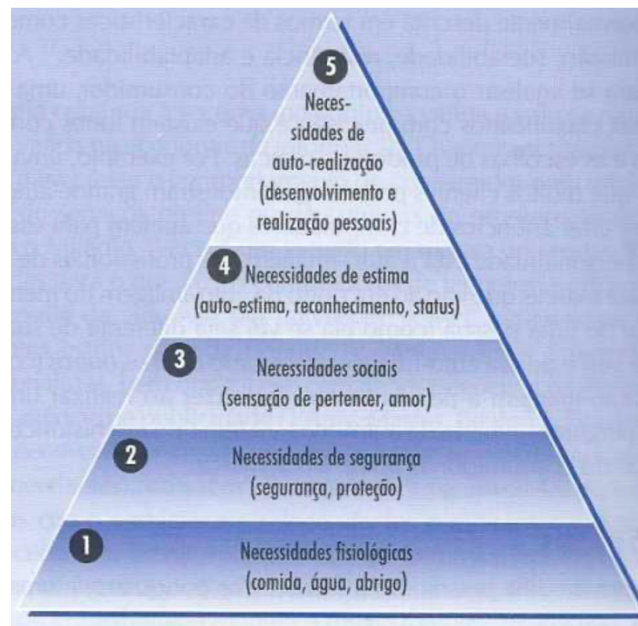 5
Neces-
sidades de
auto-realização
(desenvolvimento e
realização pessoais)
4 Necessidades de estima
(auto-estima, reconhecimento, status)
3 Necessidades sociais
(sensação de pertencer, amor)
2 Necessidades de segurança
(segurança, proteção)
1 Necessidades fisiológicas
(comida, água, abrigo)